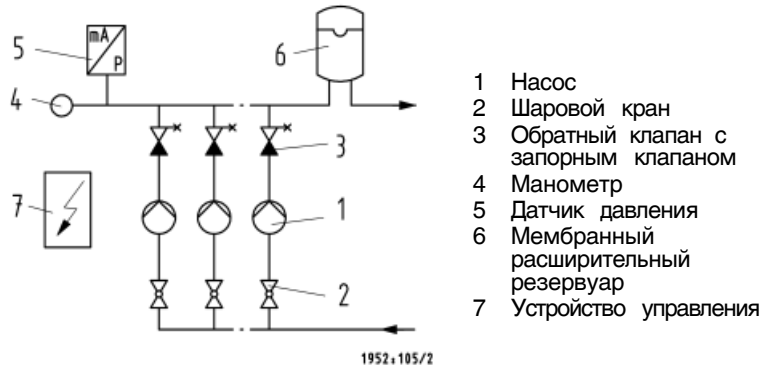 mA
P
5
6
4
3
7
1
2
1952.105/2
1 Насос
2 Шаровой кран
3 Обратный клапан с
запорным клапаном
4 Манометр
5 Датчик давления
6 Мембранный
расширительный
резервуар
7 Устройство управления